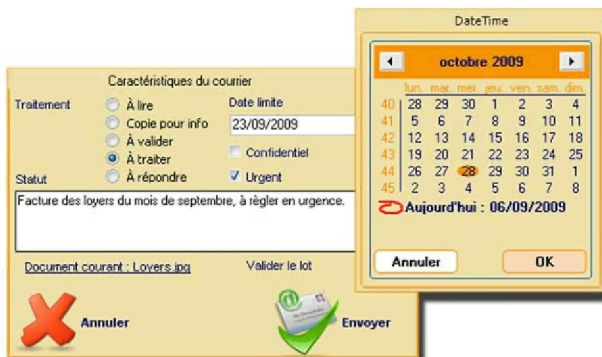 DateTime
octobre 2009
lun. mar. mer. jeu. ven. sam. dim.
40 28 29 30 1 2 3 4
41 5 6 7 8 9 10 11
42 12 13 14 15 16 17 18
43 19 20 21 22 23 24 25
44 26 27 28 29 30 31 1
45 2 3 4 5 6 7 8
Aujourd'hui : 06/09/2009
Annuler OK
Caractéristiques du courrier
Traitement
À lire
Copie pour info
À valider
À traiter
À répondre
Date limite
23/09/2009
Confidentiel
Urgent
Statut
Facture des loyers du mois de septembre, à règler en urgence.
Document courant : Loyers.jpg
Valider le lot
Annuler
Envoyer